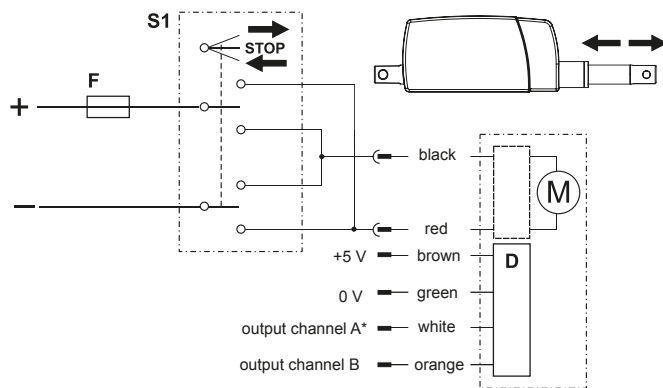 S1
STOP
F
+
−
black
M
red
+5 V
brown
D
0 V
green
output channel A*
white
output channel B
orange